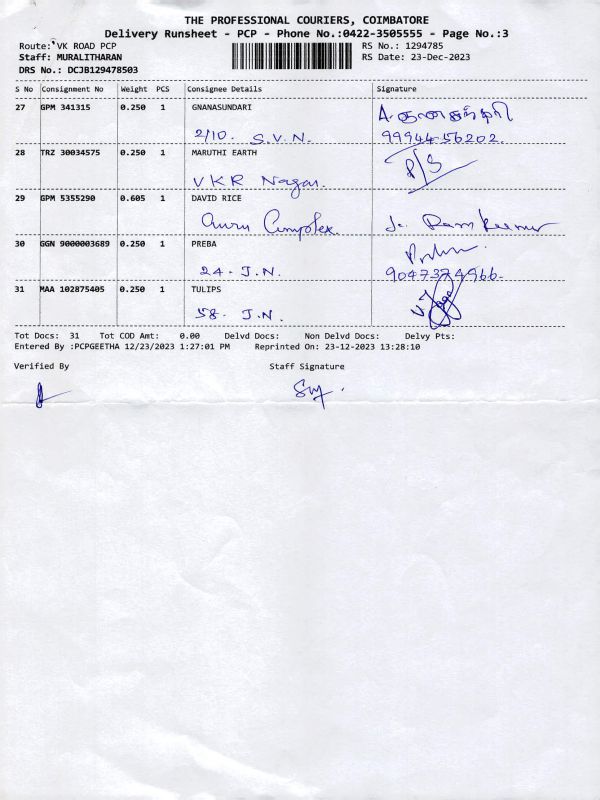 THE PROFESSIONAL COURIERS, COIMBATORE
Delivery Runsheet - PCP - Phone No.:0422-3505555 - Page No.:3
Route: VK ROAD PCP RS No.: 1294785
Staff: MURALITHARAN RS Date: 23-Dec-2023
DRS No.: DCJB129478503
S No Consignment No Weight PCS Consignee Details Signature
27 GPM 341315 0.250 1 GNANASUNDARI
2/10. S.V.N. 99944-56202.
28 TRZ 30034575 0.250 1 MARUTHI EARTH
VKR Nagar.
29 GPM 5355290 0.605 1 DAVID RICE
Guru Complex. Ramkumar
30 GGN 9000003689 0.250 1 PREBA
24 - J.N.
31 MAA 102875405 0.250 1 TULIPS
58. J.N.
Tot Docs: 31 Tot COD Amt: 0.00 Delvd Docs: Non Delvd Docs: Delvy Pts:
Entered By :PCPGEETHA 12/23/2023 1:27:01 PM Reprinted On: 23-12-2023 13:28:10
Verified By Staff Signature